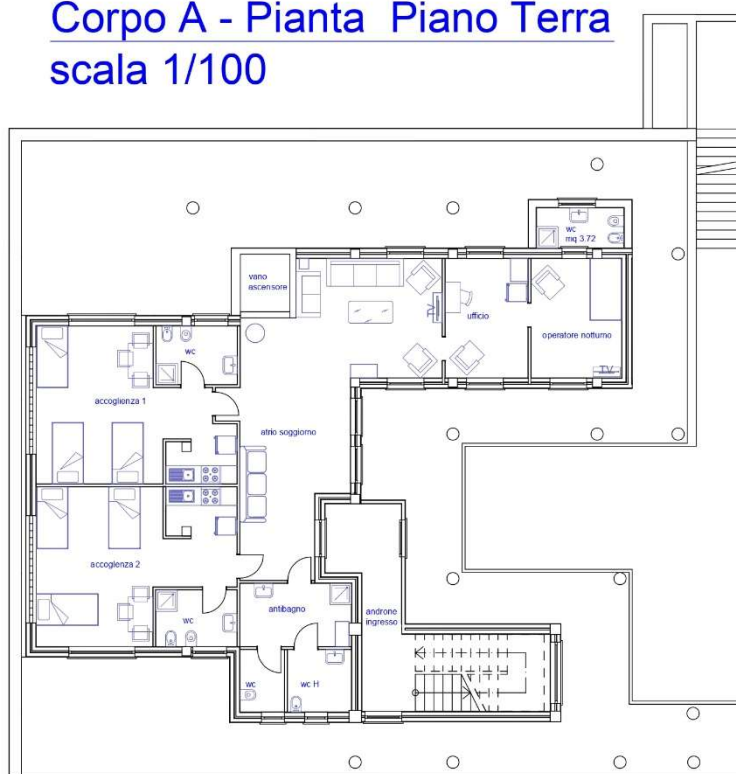 Corpo A - Pianta Piano Terra
scala 1/100
wc
mq 3.72
vano
ascensore
TV
ufficio
operatore notturno
TV
wc
accoglienza 1
atrio soggiorno
accoglienza 2
wc
antibagno
androne
ingresso
wc
wc H